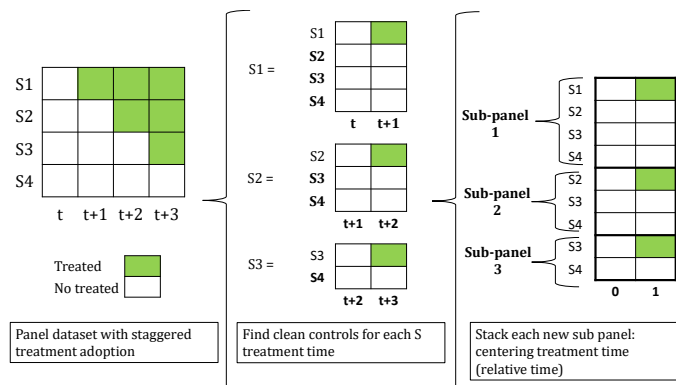 S1
S2
S3
S4
t t+1 t+2 t+3
Treated
No treated
Panel dataset with staggered
treatment adoption
S1 =
S1
S2
S3
S4
t t+1
S2 =
S2
S3
S4
t+1 t+2
S3 =
S3
S4
t+2 t+3
Find clean controls for each S
treatment time
Sub-panel
1
S1
S2
S3
S4
Sub-panel
2
S2
S3
S4
Sub-panel
3
S3
S4
0 1
Stack each new sub panel:
centering treatment time
(relative time)